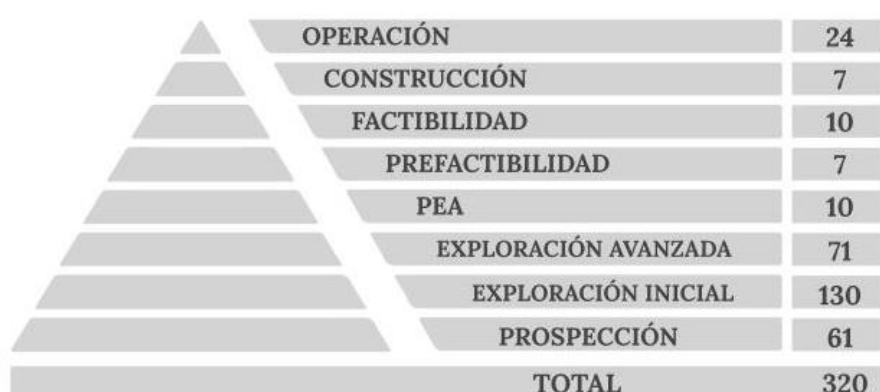 OPERACIÓN 24
CONSTRUCCIÓN 7
FACTIBILIDAD 10
PREFACTIBILIDAD 7
PEA 10
EXPLORACIÓN AVANZADA 71
EXPLORACIÓN INICIAL 130
PROSPECCIÓN 61
TOTAL 320